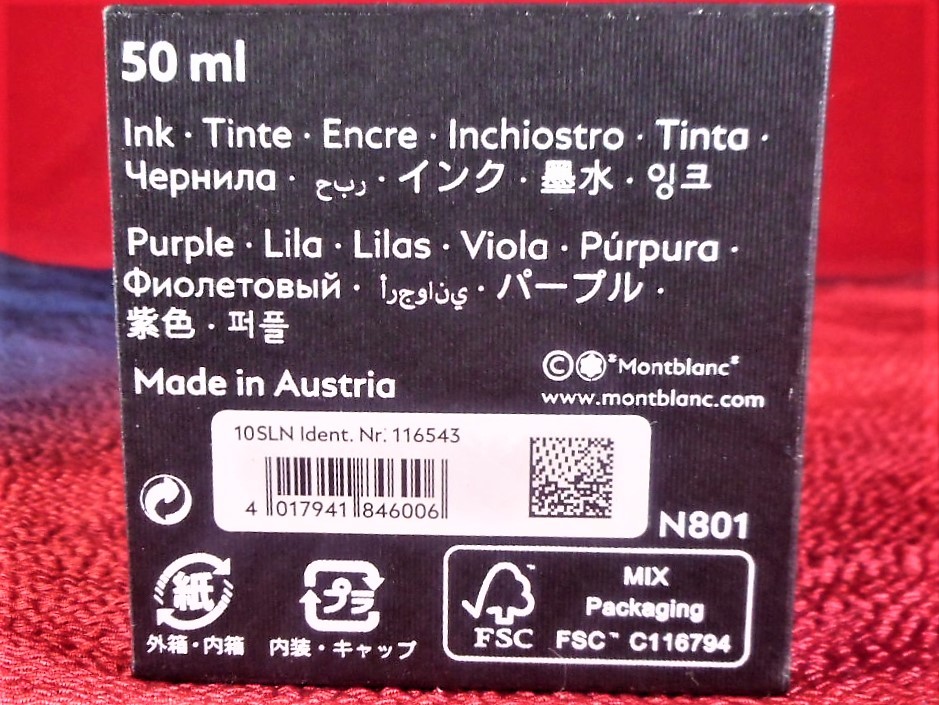 50 ml
Ink · Tinte · Encre · Inchiostro · Tinta ·
Чернила · حبر · インク · 墨水 · 잉크
Purple · Lila · Lilas · Viola · Púrpura ·
Фиолетовый · أرجواني · パープル ·
紫色 · 퍼플
Made in Austria
© "Montblanc"
www.montblanc.com
10SLN Ident. Nr. 116543
4 017941 846006
N801
紙
外箱・内箱
プラ
内装・キャップ
FSC™
MIX
Packaging
FSC™ C116794